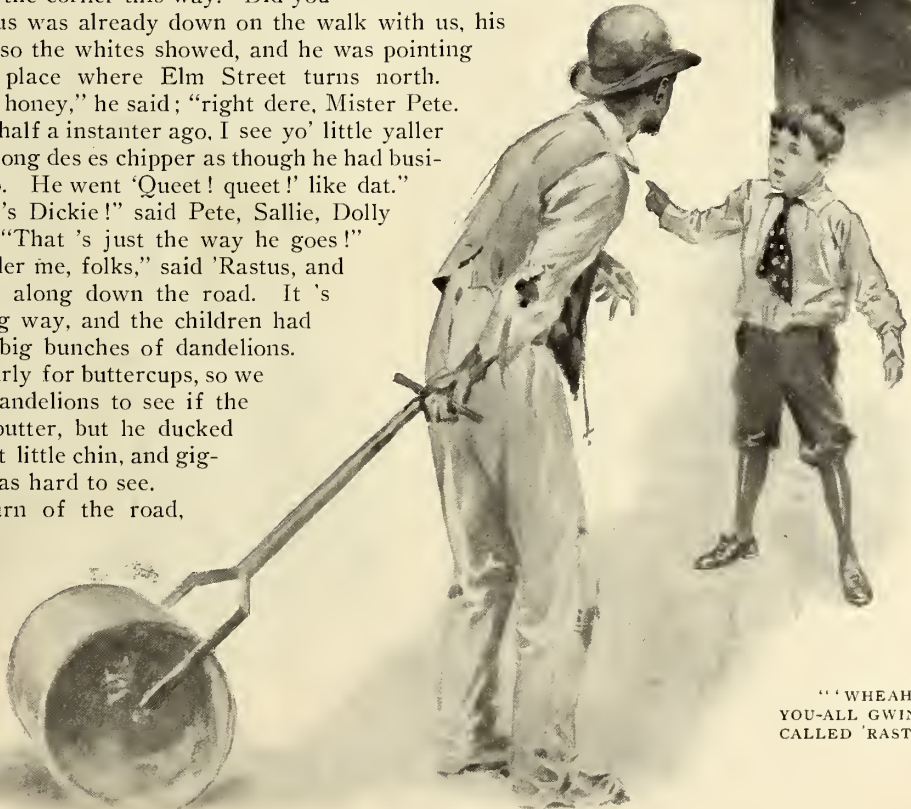 the corner this way. Did you
us was already down on the walk with us, his
so the whites showed, and he was pointing
place where Elm Street turns north.
honey," he said; "right dere, Mister Pete.
half a instanter ago, I see yo' little yaller
ong des es chipper as though he had busi-
. He went 'Queet! queet!' like dat."
's Dickie!" said Pete, Sallie, Dolly
"That 's just the way he goes!"
ler me, folks," said 'Rastus, and
along down the road. It 's
g way, and the children had
big bunches of dandelions.
rly for buttercups, so we
andelions to see if the
outter, but he ducked
t little chin, and gig-
as hard to see.
rn of the road,
"'WHEAH
YOU-ALL GWIN
CALLED 'RAST